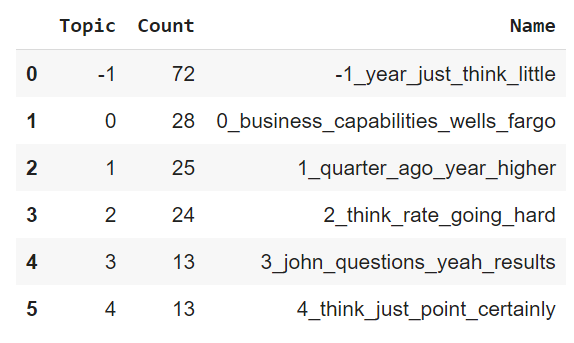 Topic Count Name
0 -1 72 -1_year_just_think_little
1 0 28 0_business_capabilities_wells_fargo
2 1 25 1_quarter_ago_year_higher
3 2 24 2_think_rate_going_hard
4 3 13 3_john_questions_yeah_results
5 4 13 4_think_just_point_certainly